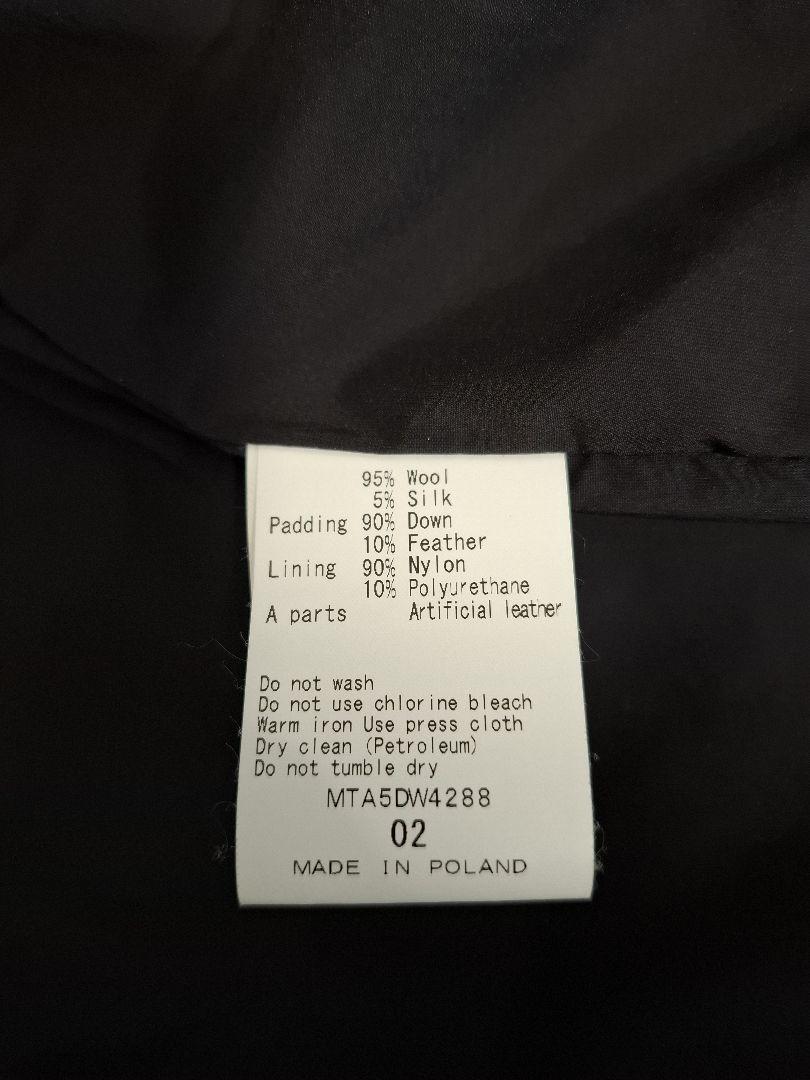 95% Wool
5% Silk
Padding 90% Down
10% Feather
Lining 90% Nylon
10% Polyurethane
A parts Artificial leather
Do not wash
Do not use chlorine bleach
Warm iron Use press cloth
Dry clean (Petroleum)
Do not tumble dry
MTA5DW4288
02
MADE IN POLAND